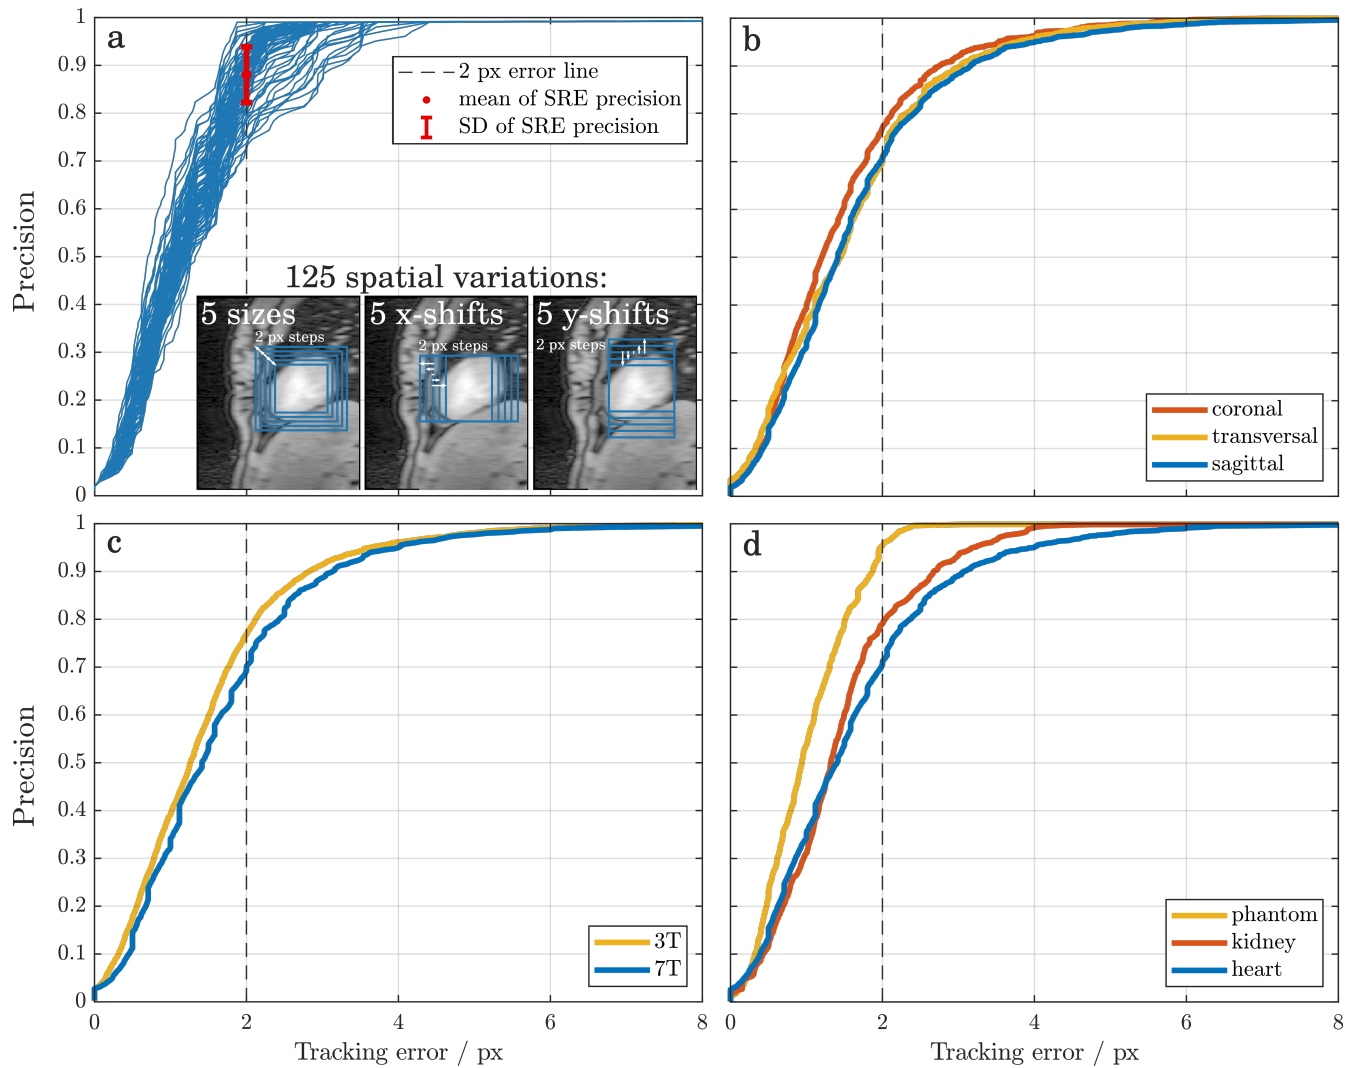 a
1
0.9
0.8
0.7
0.6
0.5
0.4
0.3
0.2
0.1
0
Precision
2 px error line
mean of SRE precision
SD of SRE precision
125 spatial variations:
5 sizes
2 px steps
5 x-shifts
2 px steps
5 y-shifts
2 px steps
b
coronal
transversal
sagittal
c
1
0.9
0.8
0.7
0.6
0.5
0.4
0.3
0.2
0.1
0
Precision
3T
7T
0 2 4 6 8
Tracking error / px
d
phantom
kidney
heart
0 2 4 6 8
Tracking error / px